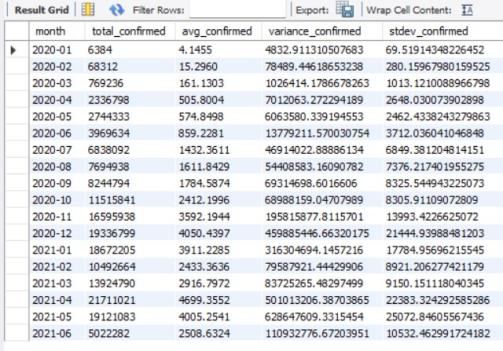 Result Grid Filter Rows: Export: Wrap Cell Content: IA
month total_confirmed avg_confirmed variance_confirmed stdev_confirmed
2020-01 6384 4.1455 4832.911310507683 69.51914348226452
2020-02 68312 15.2960 78489.44618653238 280.15967980159525
2020-03 769236 161.1303 1026414.1786678263 1013.1210088966798
2020-04 2336798 505.8004 7012063.272294189 2648.030073902898
2020-05 2744333 574.8498 6063580.339194553 2462.4338243279863
2020-06 3969634 859.2281 13779211.570030754 3712.036041046848
2020-07 6838092 1432.3611 46914022.88886134 6849.381204814151
2020-08 7694938 1611.8429 54408583.16090782 7376.217401955275
2020-09 8244794 1784.5874 69314698.6016606 8325.544943225073
2020-10 11515841 2412.1996 68988159.04707989 8305.91109072809
2020-11 16595938 3592.1944 195815877.8115701 13993.4226625072
2020-12 19336799 4050.4397 459885446.66320175 21444.93988481203
2021-01 18672205 3911.2285 316304694.1457216 17784.95696215545
2021-02 10492664 2433.3636 79587921.44429906 8921.206277421179
2021-03 13924790 2916.7972 83725265.48297499 9150.151118040345
2021-04 21711021 4699.3552 501013206.38703865 22383.324292585286
2021-05 19121083 4005.2541 628647609.3315454 25072.84605567436
2021-06 5022282 2508.6324 110932776.67203951 10532.462991724182